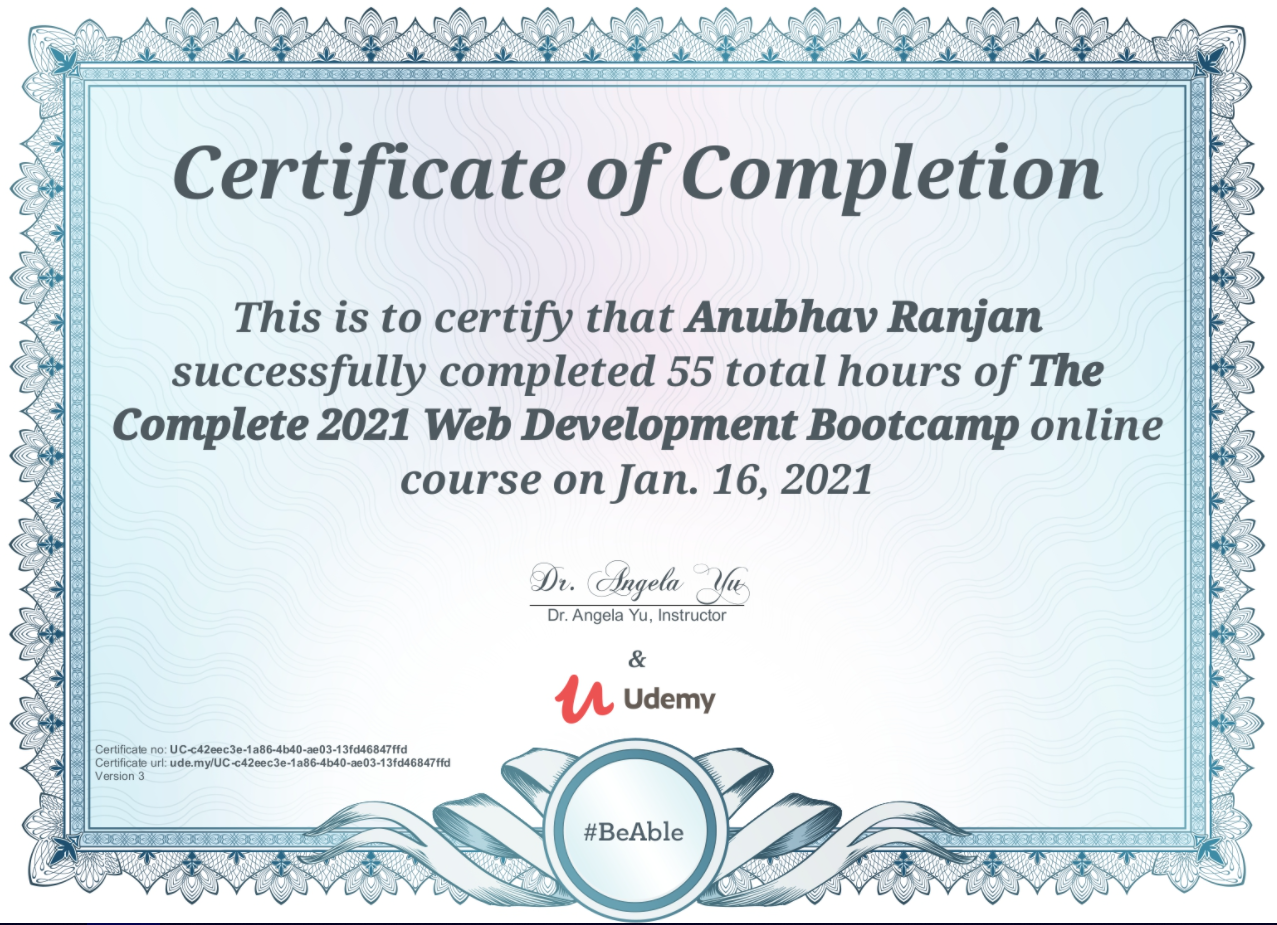 Certificate of Completion
This is to certify that Anubhav Ranjan
successfully completed 55 total hours of The
Complete 2021 Web Development Bootcamp online
course on Jan. 16, 2021
Dr. Angela Yu
Dr. Angela Yu, Instructor
&
Udemy
Certificate no: UC-c42eec3e-1a86-4b40-ae03-13fd46847ffd
Certificate url: ude.my/UC-c42eec3e-1a86-4b40-ae03-13fd46847ffd
Version 3
#BeAble